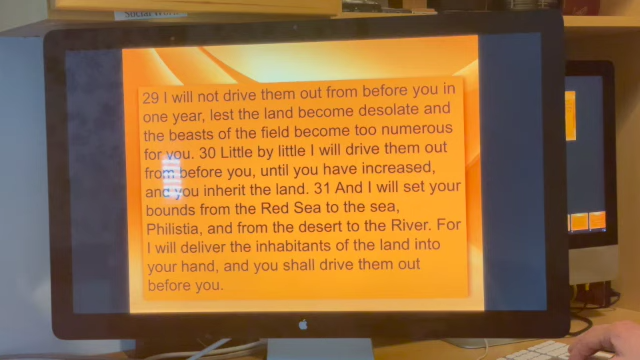 Social Work
29 I will not drive them out from before you in
one year, lest the land become desolate and
the beasts of the field become too numerous
for you. 30 Little by little I will drive them out
from before you, until you have increased,
and you inherit the land. 31 And I will set your
bounds from the Red Sea to the sea,
Philistia, and from the desert to the River. For
I will deliver the inhabitants of the land into
your hand, and you shall drive them out
before you.